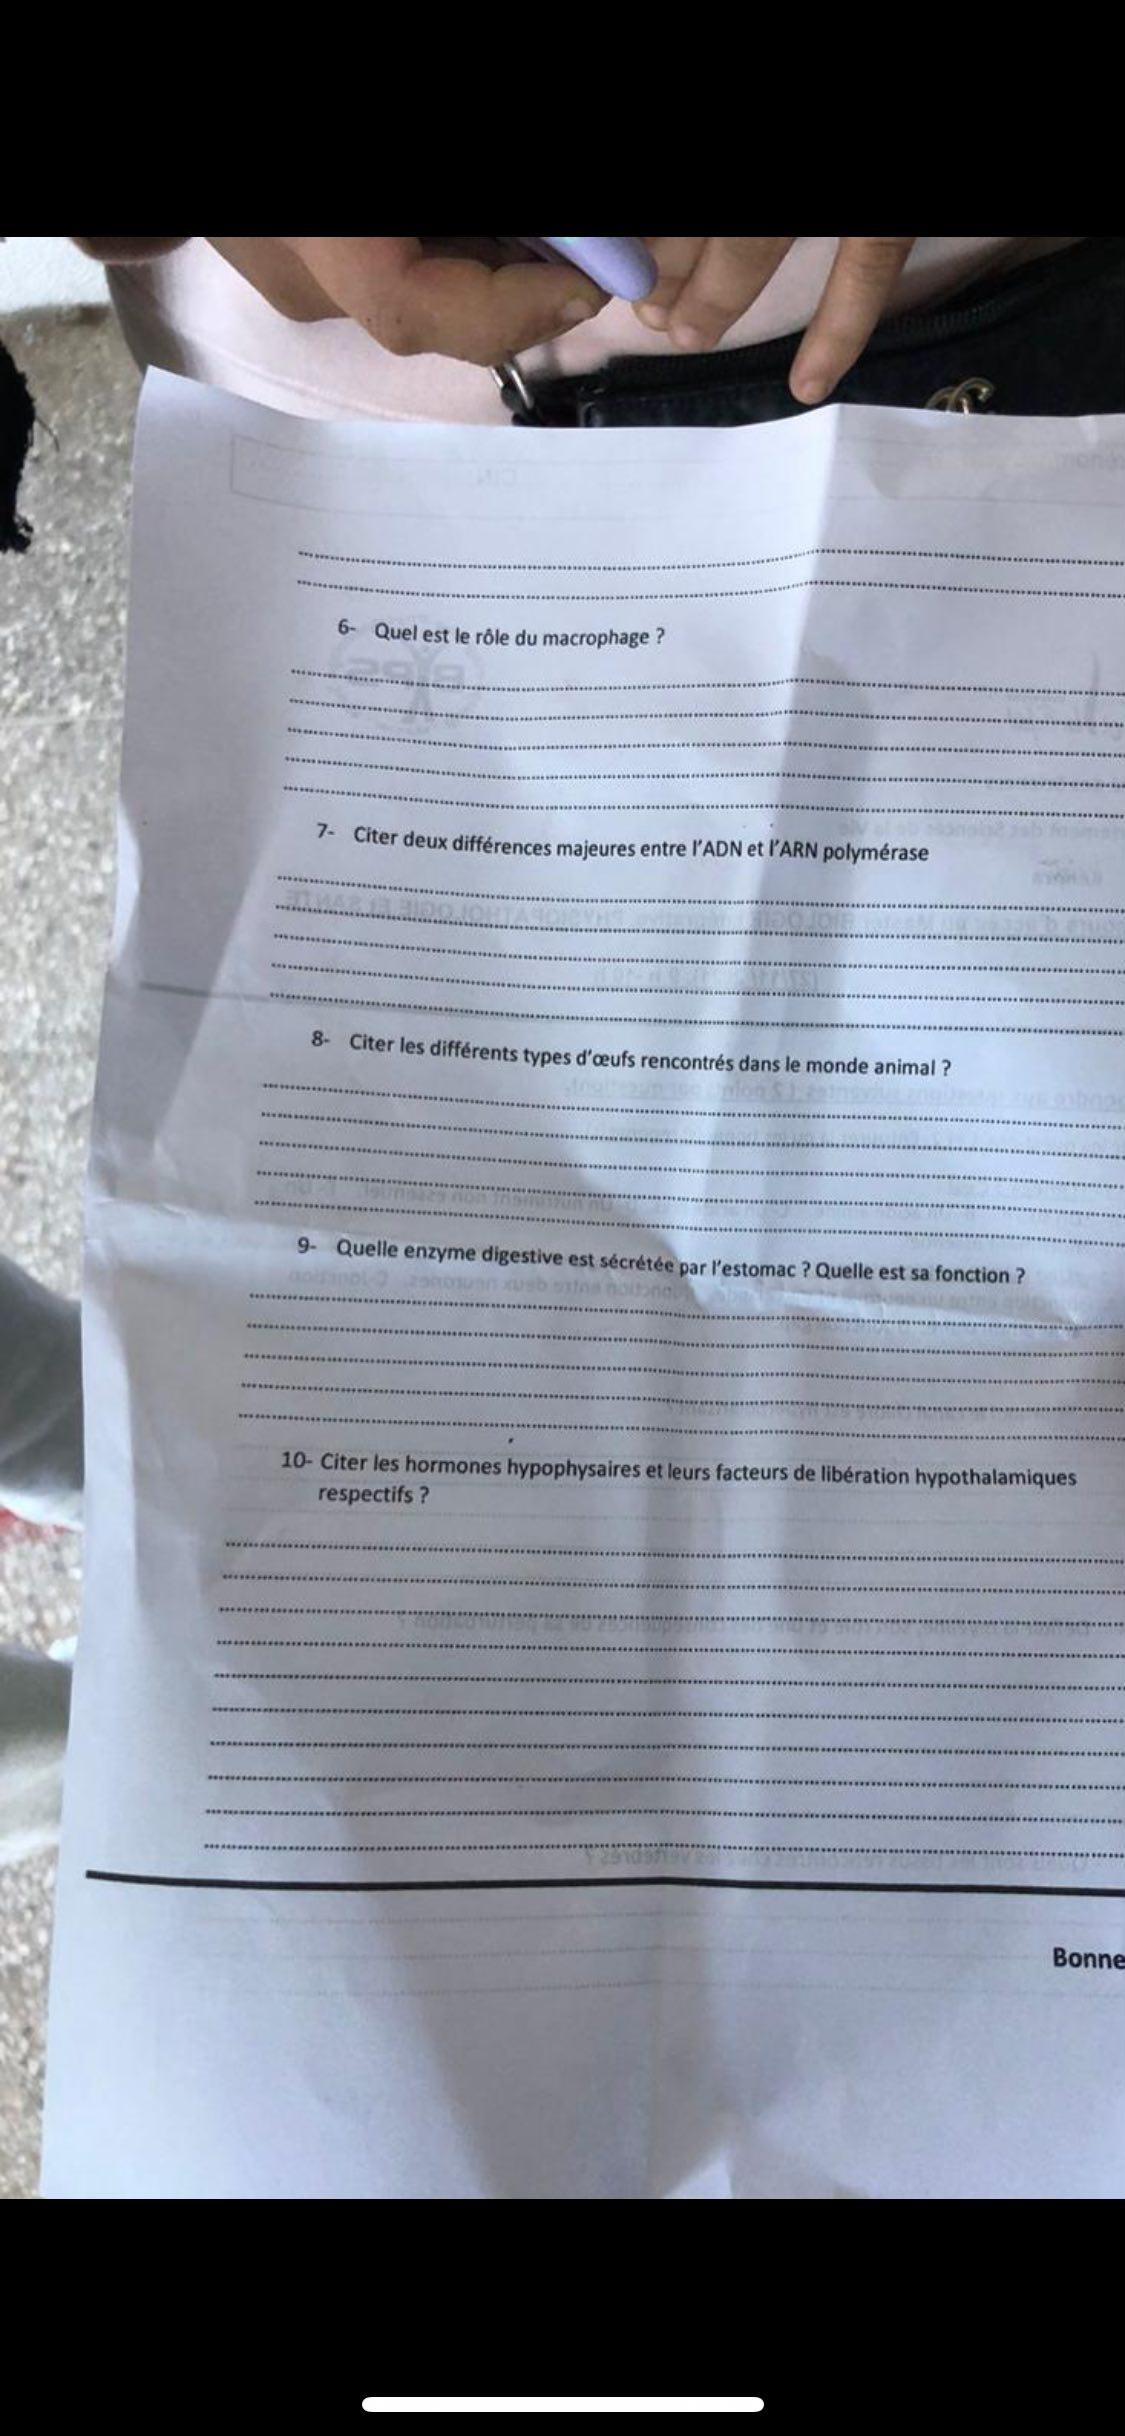 6- Quel est le rôle du macrophage ?
7- Citer deux différences majeures entre l'ADN et l'ARN polymérase
8- Citer les différents types d'œufs rencontrés dans le monde animal ?
9- Quelle enzyme digestive est sécrétée par l'estomac ? Quelle est sa fonction ?
10- Citer les hormones hypophysaires et leurs facteurs de libération hypothalamiques
respectifs ?
Bonne